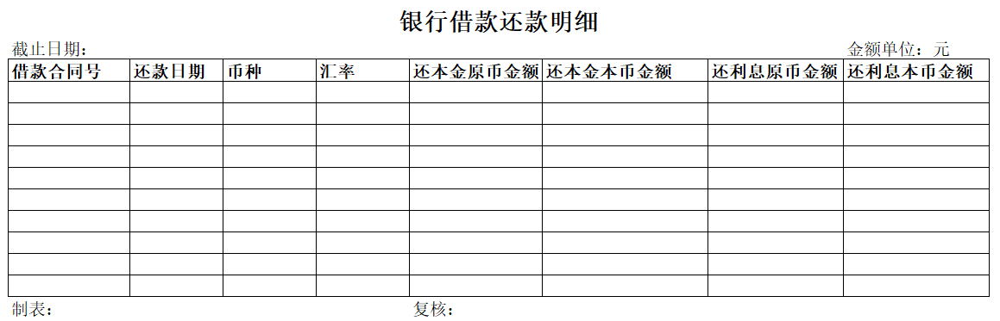 银行借款还款明细
截止日期： 金额单位：元
借款合同号 还款日期 币种 汇率 还本金原币金额 还本金本币金额 还利息原币金额 还利息本币金额
制表： 复核：